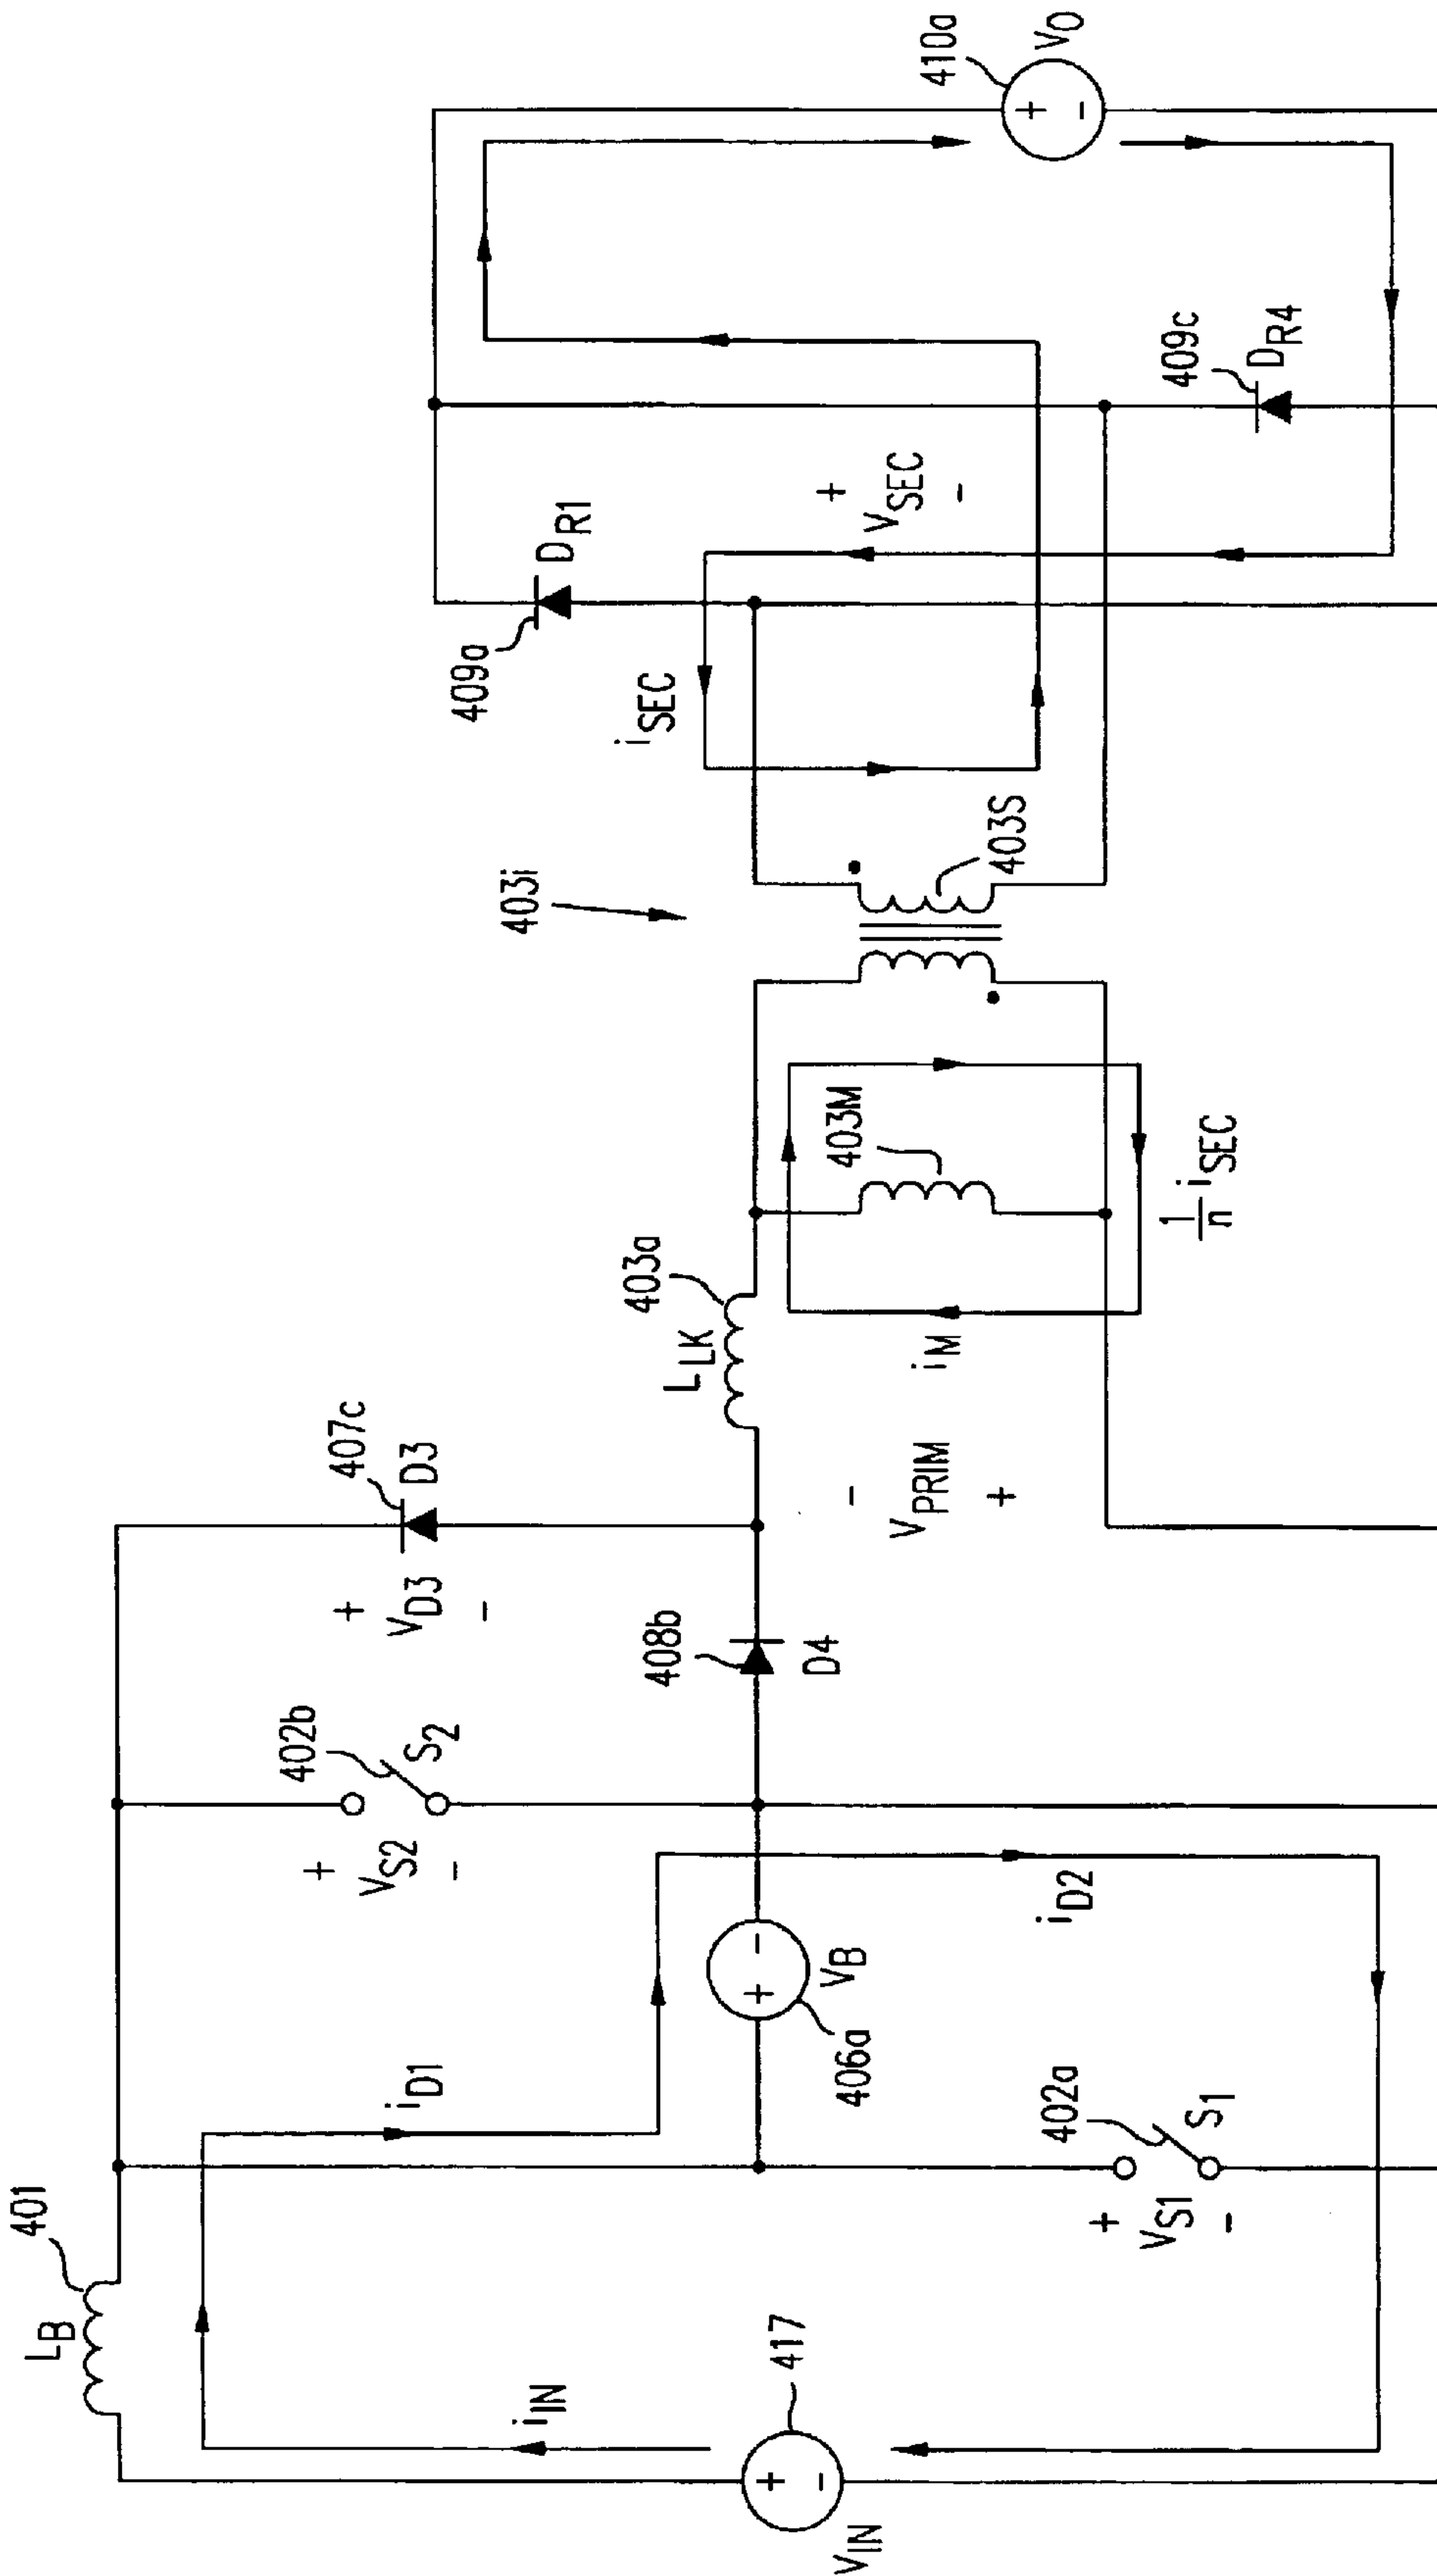 401
L_B
i_IN
417
+
-
V_IN
i_D1
+
V_S2
-
402b
S_2
+
V_D3
-
407c
D3
+
-
V_B
406a
408b
D4
402a
S_1
+
V_S1
-
i_D2
L_LK
403a
-
V_PRIM
+
i_M
403M
1/n i_SEC
403i
403S
i_SEC
409a
D_R1
+
V_SEC
-
409c
D_R4
410a
+
-
V_O